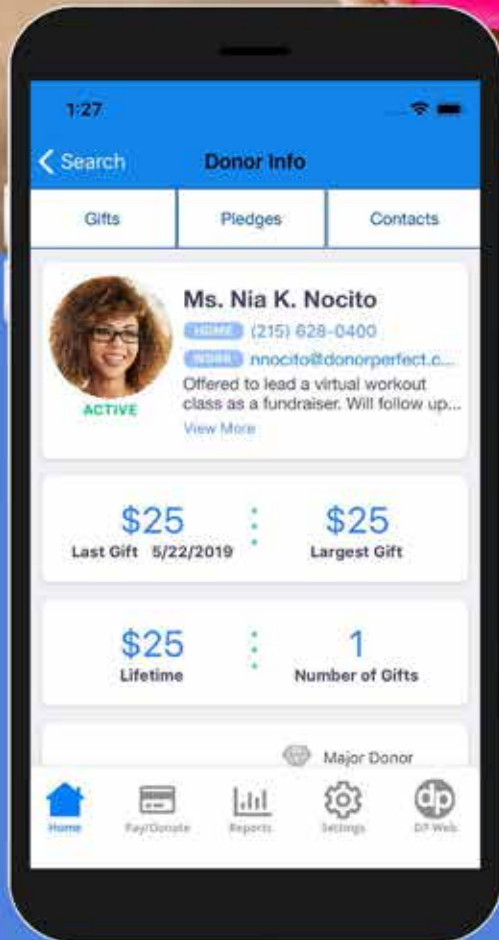 1:27
Search
Donor Info
Gifts
Pledges
Contacts
Ms. Nia K. Nocito
HOME (215) 628-0400
WORK nnocito@donorperfect.c...
Offered to lead a virtual workout
class as a fundraiser. Will follow up...
ACTIVE
View More
$25
Last Gift 5/22/2019
$25
Largest Gift
$25
Lifetime
1
Number of Gifts
Major Donor
Home
Pay/Donate
Reports
Settings
dp
DP Web